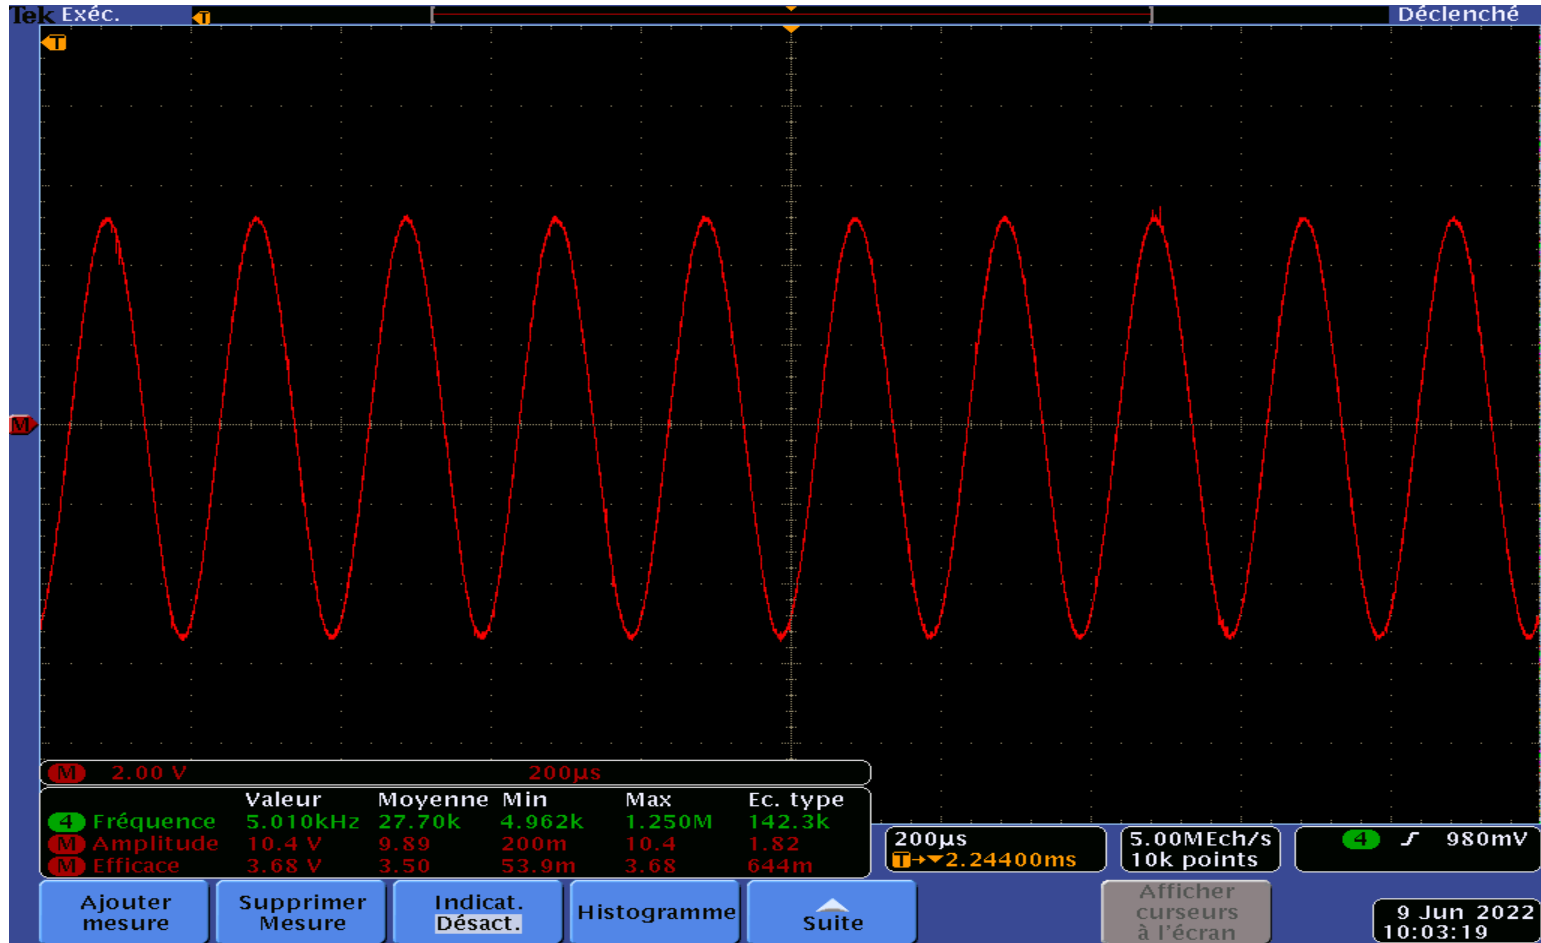 Tek Exéc. T Déclenché
T
M
M 2.00 V 200µs
Valeur Moyenne Min Max Ec. type
4 Fréquence 5.010kHz 27.70k 4.962k 1.250M 142.3k
M Amplitude 10.4 V 9.89 200m 10.4 1.82
M Efficace 3.68 V 3.50 53.9m 3.68 644m
200µs
T→▼2.24400ms
5.00MEch/s
10k points
4 980mV
Ajouter
mesure
Supprimer
Mesure
Indicat.
Désact.
Histogramme
Suite
Afficher
curseurs
à l'écran
9 Jun 2022
10:03:19